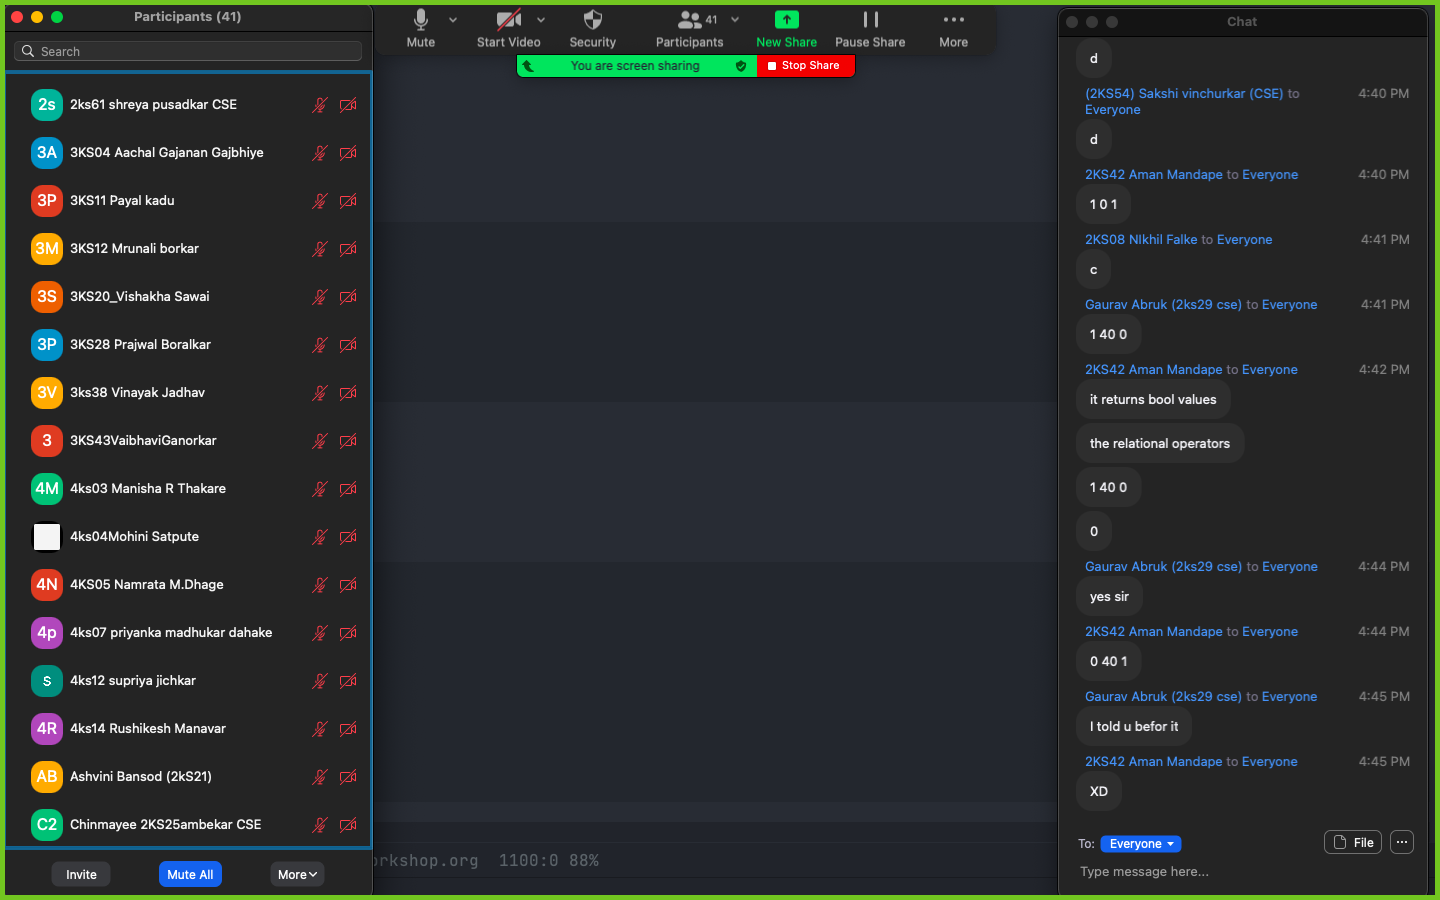 Participants (41)
Search
2s 2ks61 shreya pusadkar CSE
3A 3KS04 Aachal Gajanan Gajbhiye
3P 3KS11 Payal kadu
3M 3KS12 Mrunali borkar
3S 3KS20_Vishakha Sawai
3P 3KS28 Prajwal Boralkar
3V 3ks38 Vinayak Jadhav
3 3KS43VaibhaviGanorkar
4M 4ks03 Manisha R Thakare
4ks04Mohini Satpute
4N 4KS05 Namrata M.Dhage
4p 4ks07 priyanka madhukar dahake
S 4ks12 supriya jichkar
4R 4ks14 Rushikesh Manavar
AB Ashvini Bansod (2kS21)
C2 Chinmayee 2KS25ambekar CSE
Invite Mute All More
41
Mute Start Video Security Participants New Share Pause Share More
You are screen sharing Stop Share
orkshop.org 1100:0 88%
Chat
d
(2KS54) Sakshi vinchurkar (CSE) to 4:40 PM
Everyone
d
2KS42 Aman Mandape to Everyone 4:40 PM
1 0 1
2KS08 NIkhil Falke to Everyone 4:41 PM
c
Gaurav Abruk (2ks29 cse) to Everyone 4:41 PM
1 40 0
2KS42 Aman Mandape to Everyone 4:42 PM
it returns bool values
the relational operators
1 40 0
0
Gaurav Abruk (2ks29 cse) to Everyone 4:44 PM
yes sir
2KS42 Aman Mandape to Everyone 4:44 PM
0 40 1
Gaurav Abruk (2ks29 cse) to Everyone 4:45 PM
I told u befor it
2KS42 Aman Mandape to Everyone 4:45 PM
XD
To: Everyone File ...
Type message here...